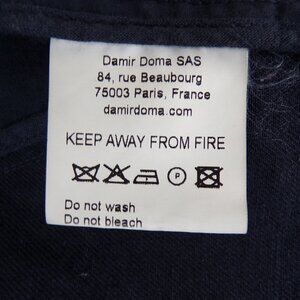 Damir Doma SAS
84, rue Beaubourg
75003 Paris, France
damirdoma.com
KEEP AWAY FROM FIRE
P
Do not wash
Do not bleach